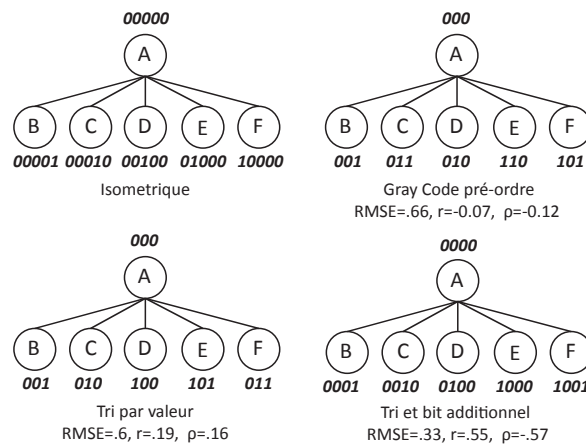 00000
A
B C D E F
00001 00010 00100 01000 10000
Isometrique
000
A
B C D E F
001 011 010 110 101
Gray Code pré-ordre
RMSE=.66, r=-0.07, ρ=-0.12
000
A
B C D E F
001 010 100 101 011
Tri par valeur
RMSE=.6, r=.19, ρ=.16
0000
A
B C D E F
0001 0010 0100 1000 1001
Tri et bit additionnel
RMSE=.33, r=.55, ρ=-.57